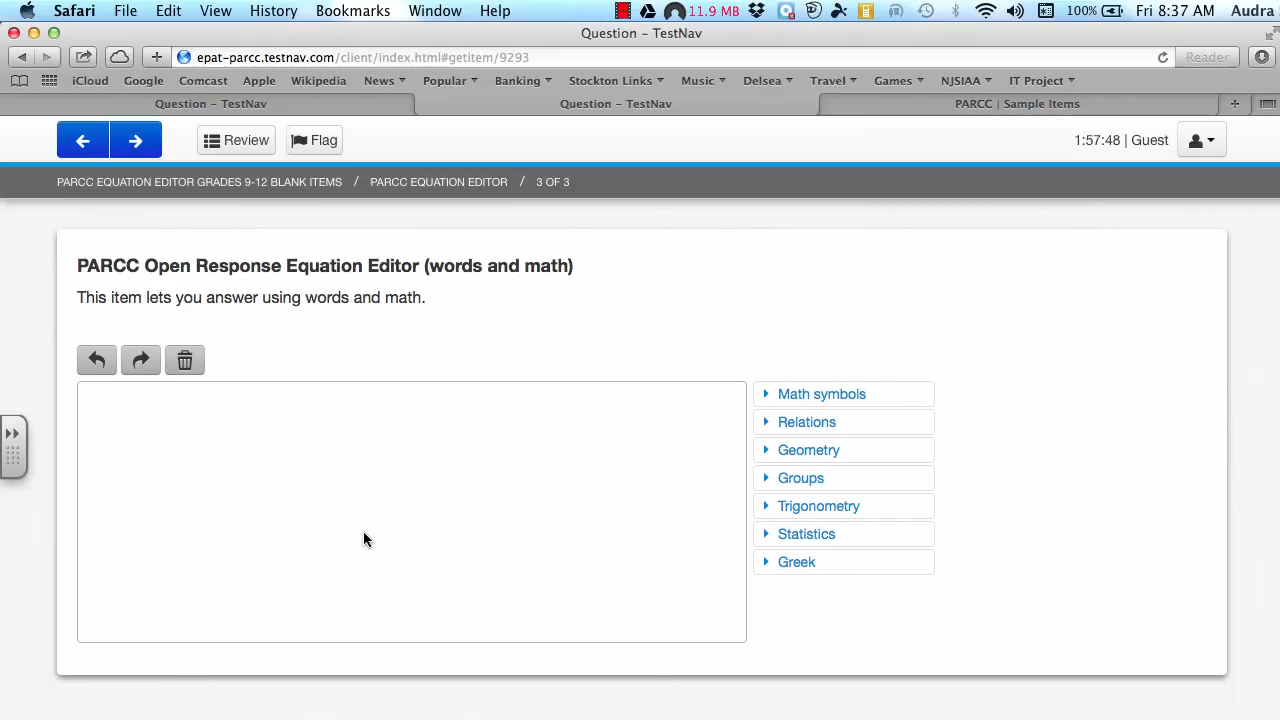 Safari File Edit View History Bookmarks Window Help 11.9 MB 100% Fri 8:37 AM Audra
Question – TestNav
epat-parcc.testnav.com/client/index.html#getitem/9293 Reader
iCloud Google Comcast Apple Wikipedia News Popular Banking Stockton Links Music Delsea Travel Games NJSIAA IT Project
Question – TestNav Question – TestNav PARCC | Sample Items
Review Flag 1:57:48 | Guest
PARCC EQUATION EDITOR GRADES 9-12 BLANK ITEMS / PARCC EQUATION EDITOR / 3 OF 3
PARCC Open Response Equation Editor (words and math)
This item lets you answer using words and math.
Math symbols
Relations
Geometry
Groups
Trigonometry
Statistics
Greek